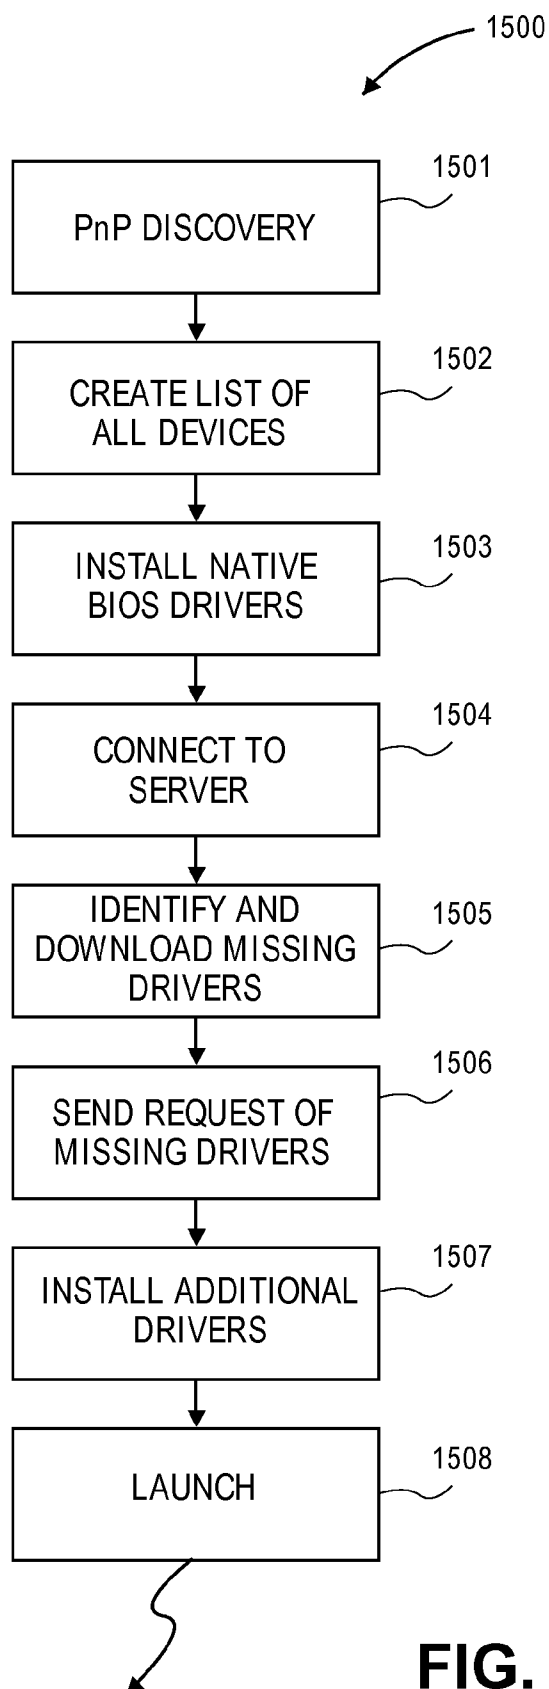 1500
1501
PnP DISCOVERY
1502
CREATE LIST OF
ALL DEVICES
1503
INSTALL NATIVE
BIOS DRIVERS
1504
CONNECT TO
SERVER
1505
IDENTIFY AND
DOWNLOAD MISSING
DRIVERS
1506
SEND REQUEST OF
MISSING DRIVERS
1507
INSTALL ADDITIONAL
DRIVERS
1508
LAUNCH
FIG.